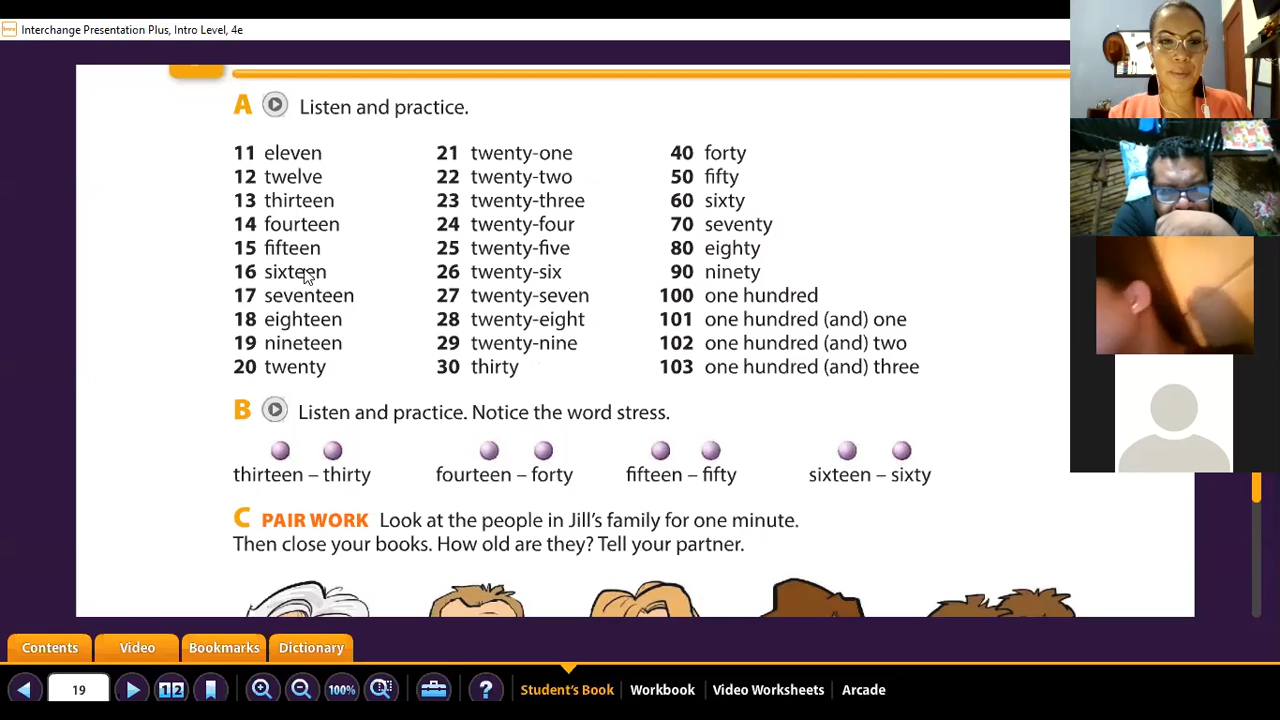 Interchange Presentation Plus, Intro Level, 4e
A Listen and practice.
11 eleven
12 twelve
13 thirteen
14 fourteen
15 fifteen
16 sixteen
17 seventeen
18 eighteen
19 nineteen
20 twenty
21 twenty-one
22 twenty-two
23 twenty-three
24 twenty-four
25 twenty-five
26 twenty-six
27 twenty-seven
28 twenty-eight
29 twenty-nine
30 thirty
40 forty
50 fifty
60 sixty
70 seventy
80 eighty
90 ninety
100 one hundred
101 one hundred (and) one
102 one hundred (and) two
103 one hundred (and) three
B Listen and practice. Notice the word stress.
thirteen – thirty fourteen – forty fifteen – fifty sixteen – sixty
C PAIR WORK Look at the people in Jill's family for one minute.
Then close your books. How old are they? Tell your partner.
Contents Video Bookmarks Dictionary
19 12 100% ? Student's Book Workbook Video Worksheets Arcade